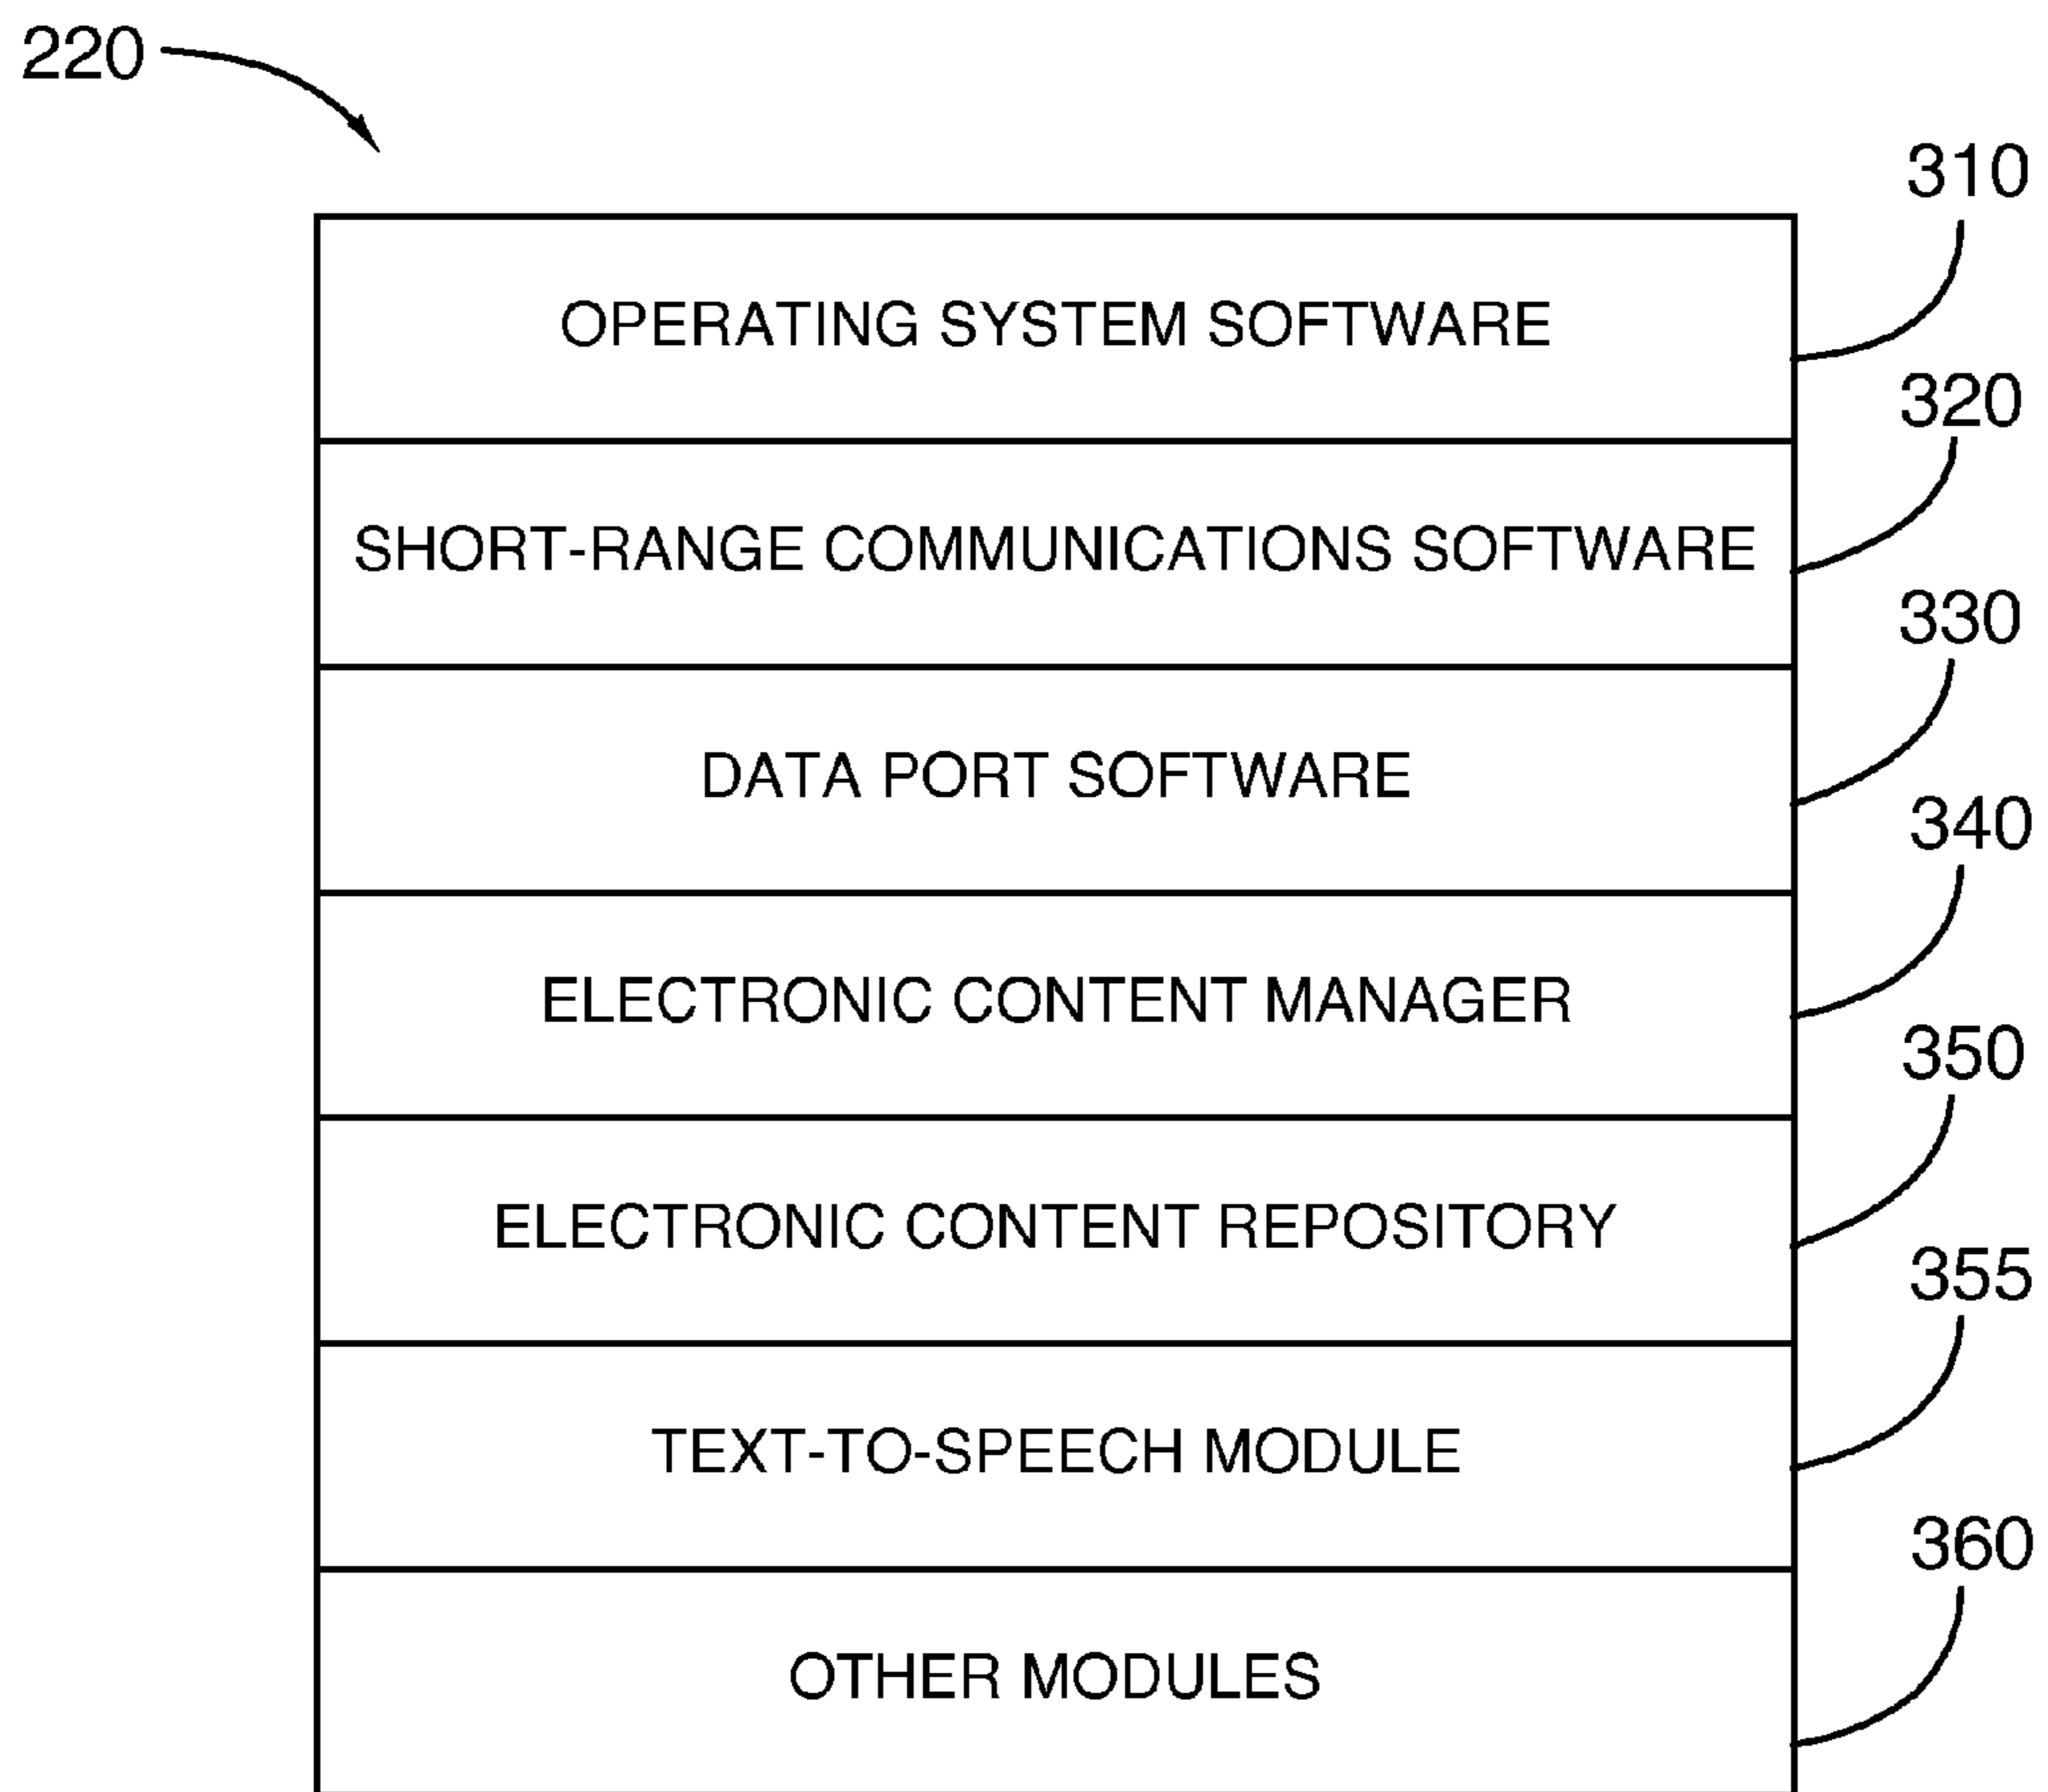 220
310
OPERATING SYSTEM SOFTWARE
320
SHORT-RANGE COMMUNICATIONS SOFTWARE
330
DATA PORT SOFTWARE
340
ELECTRONIC CONTENT MANAGER
350
ELECTRONIC CONTENT REPOSITORY
355
TEXT-TO-SPEECH MODULE
360
OTHER MODULES